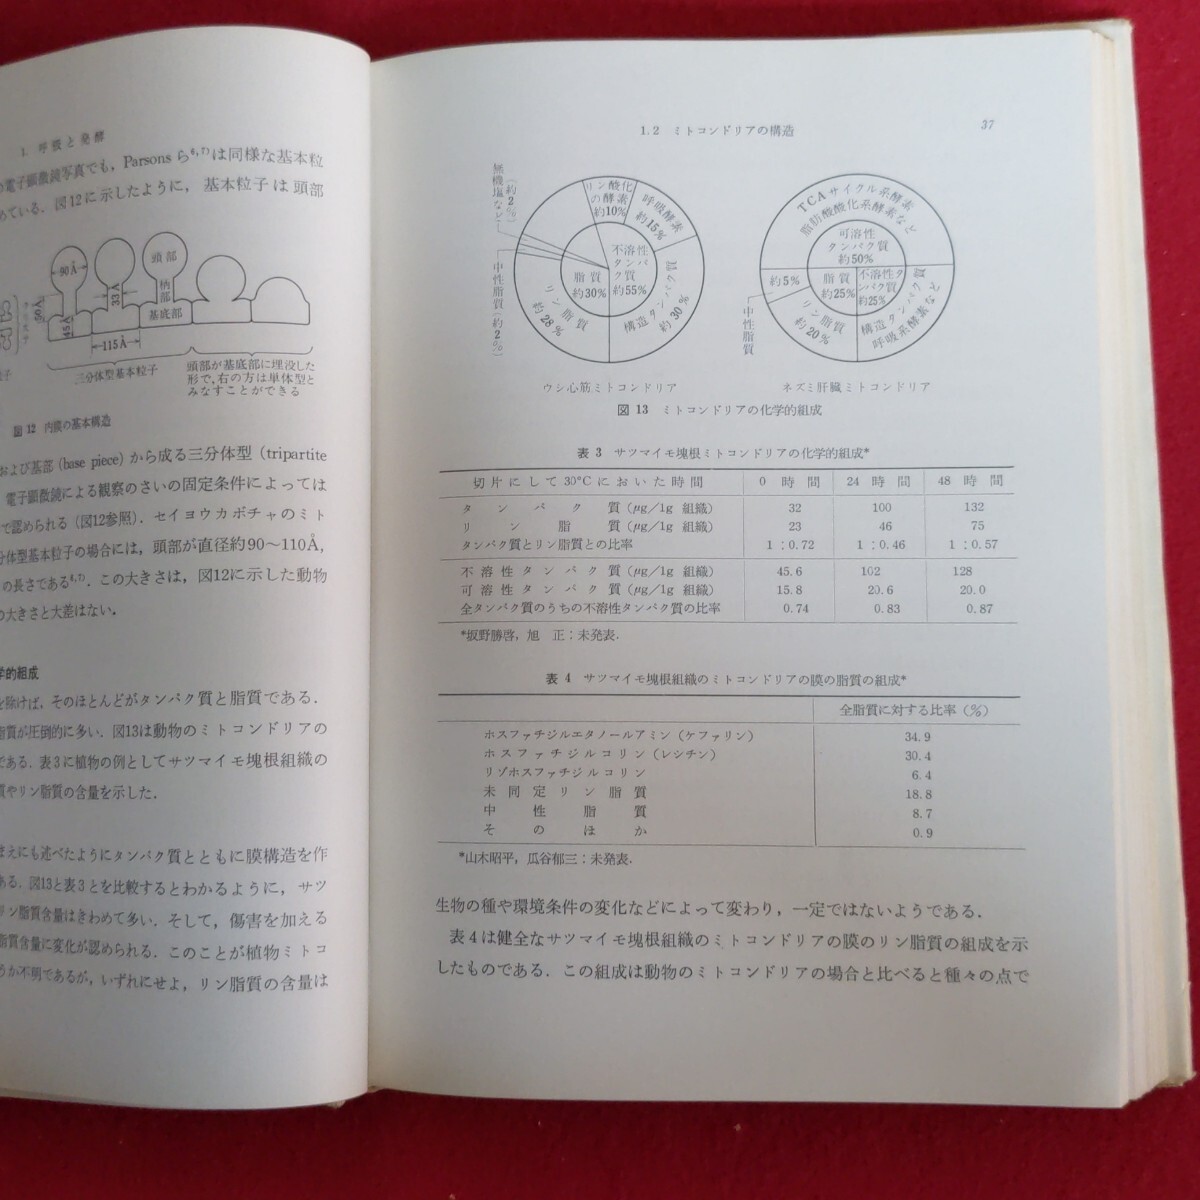 1. 呼吸と発酵
電子顕微鏡写真でも，Parsonsら⁶,⁷⁾は同様な基本粒
めている．図12に示したように，基本粒子は頭部
90Å
頭部
柄部
33Å
50Å
45Å
基底部
115Å
三分体型基本粒子
頭部が基底部に埋没した
形で，右の方は単体型と
みなすことができる
図12 内膜の基本構造
および基部 (base piece) から成る三分体型 (tripartite
電子顕微鏡による観察のさいの固定条件によっては
で認められる (図12参照)．セイヨウカボチャのミト
分体型基本粒子の場合には，頭部が直径約90～110Å，
の長さである⁶,⁷⁾．この大きさは，図12に示した動物
の大きさと大差はない．
学的組成
を除けば，そのほとんどがタンパク質と脂質である．
脂質が圧倒的に多い．図13は動物のミトコンドリアの
である．表3に植物の例としてサツマイモ塊根組織の
質やリン脂質の含量を示した．
まえにも述べたようにタンパク質とともに膜構造を作
ある．図13と表3とを比較するとわかるように，サツ
リン脂質含量はきわめて多い．そして，傷害を加える
脂質含量に変化が認められる．このことが植物ミトコ
うか不明であるが，いずれにせよ，リン脂質の含量は
1.2 ミトコンドリアの構造
37
無機塩など(約2%)
リン酸化の酵素約10%
呼吸酵素約15%
不溶性タンパク質約55%
脂質約30%
構造タンパク質約30%
リン脂質約28%
中性脂質(約2%)
ウシ心筋ミトコンドリア
TCAサイクル系酵素
脂肪酸酸化系酵素など
可溶性タンパク質約50%
脂質約25%
不溶性タンパク質約25%
約5%
中性脂質
リン脂質約20%
構造タンパク質
呼吸系酵素など
ネズミ肝臓ミトコンドリア
図13 ミトコンドリアの化学的組成
表3 サツマイモ塊根ミトコンドリアの化学的組成*
切片にして30°Cにおいた時間 0時間 24時間 48時間
タンパク質(μg/1g 組織) 32 100 132
リン脂質(μg/1g 組織) 23 46 75
タンパク質とリン脂質との比率 1:0.72 1:0.46 1:0.57
不溶性タンパク質(μg/1g 組織) 45.6 102 128
可溶性タンパク質(μg/1g 組織) 15.8 20.6 20.0
全タンパク質のうちの不溶性タンパク質の比率 0.74 0.83 0.87
*坂野勝啓，旭 正：未発表．
表4 サツマイモ塊根組織のミトコンドリアの膜の脂質の組成*
全脂質に対する比率(%)
ホスファチジルエタノールアミン(ケファリン) 34.9
ホスファチジルコリン(レシチン) 30.4
リゾホスファチジルコリン 6.4
未同定リン脂質 18.8
中性脂質 8.7
そのほか 0.9
*山木昭平，瓜谷郁三：未発表．
生物の種や環境条件の変化などによって変わり，一定ではないようである．
表4は健全なサツマイモ塊根組織のミトコンドリアの膜のリン脂質の組成を示
したものである．この組成は動物のミトコンドリアの場合と比べると種々の点で